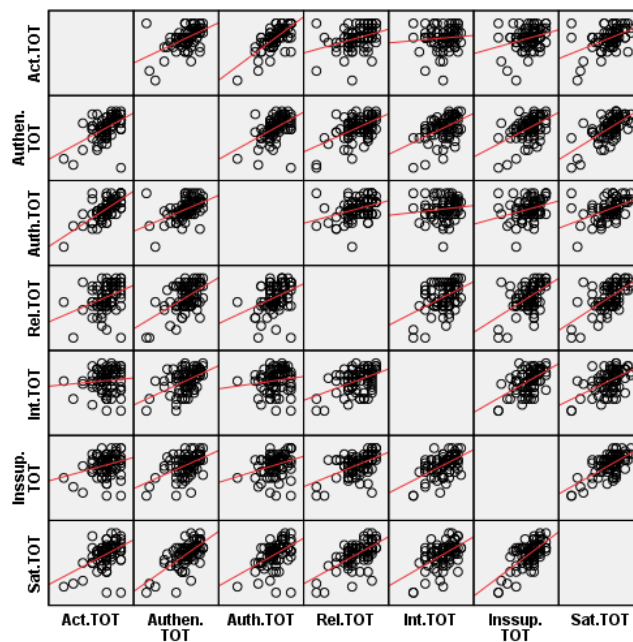 Act.TOT
Authen.
TOT
Auth.TOT
Rel.TOT
Int.TOT
Inssup.
TOT
Sat.TOT
Act.TOT
Authen.
TOT
Auth.TOT
Rel.TOT
Int.TOT
Inssup.
TOT
Sat.TOT